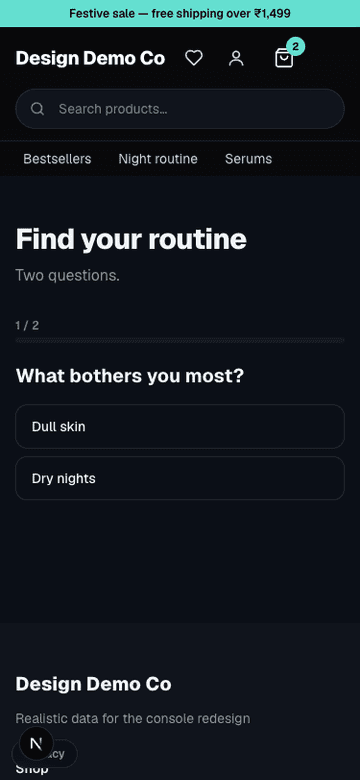 Festive sale — free shipping over ₹1,499
Design Demo Co
2
Search products...
Bestsellers Night routine Serums
Find your routine
Two questions.
1 / 2
What bothers you most?
Dull skin
Dry nights
Design Demo Co
Realistic data for the console redesign
N
Shop